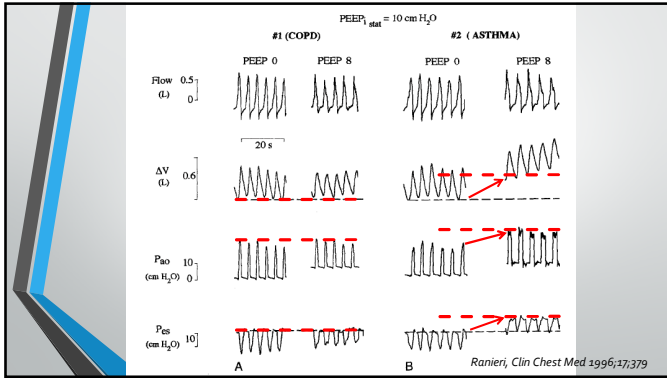 PEEPi stat = 10 cm H2O
#1 (COPD)
#2 ( ASTHMA)
PEEP 0
PEEP 8
PEEP 0
PEEP 8
Flow
(L)
0.5
0
20 s
ΔV
(L)
0.6
Pao
(cm H2O)
10
0
Pes
(cm H2O)
10
A
B
Ranieri, Clin Chest Med 1996;17;379